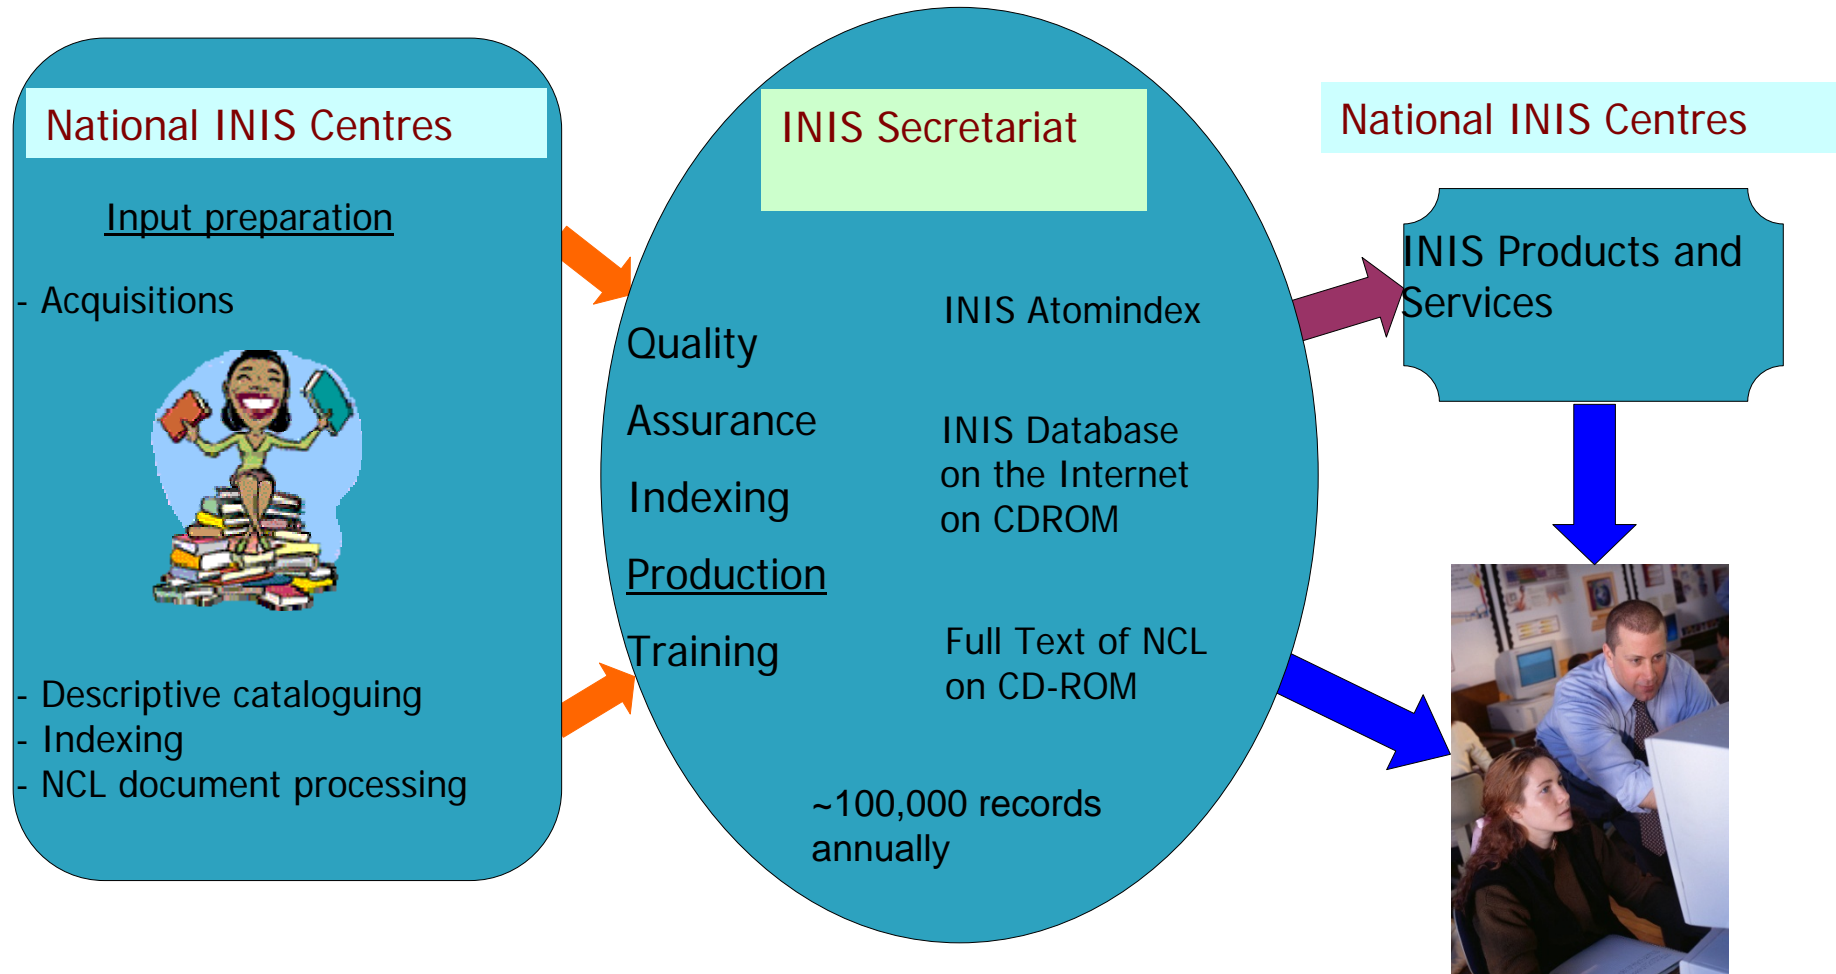 National INIS Centres
Input preparation
- Acquisitions
- Descriptive cataloguing
- Indexing
- NCL document processing
INIS Secretariat
Quality
Assurance
Indexing
Production
Training
INIS Atomindex
INIS Database
on the Internet
on CDROM
Full Text of NCL
on CD-ROM
~100,000 records
annually
National INIS Centres
INIS Products and
Services